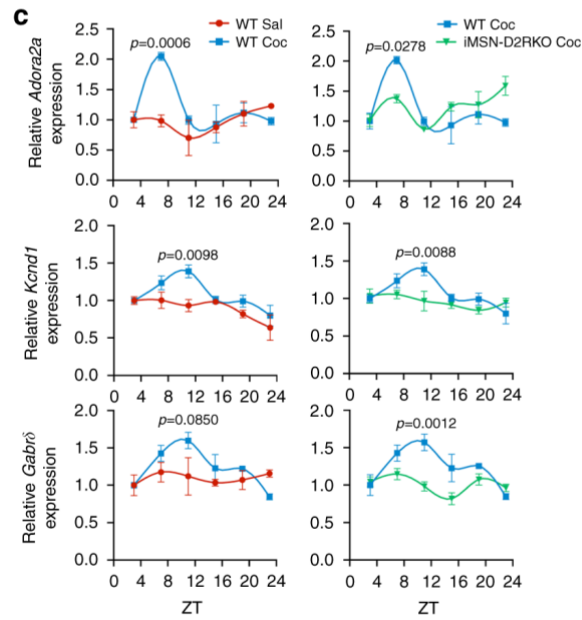 c
WT Sal
WT Coc
WT Coc
iMSN-D2RKO Coc
Relative Adora2a
expression
2.5
2.0
1.5
1.0
0.5
0.0
p=0.0006
0 4 8 12 16 20 24
2.5
2.0
1.5
1.0
0.5
0.0
p=0.0278
0 4 8 12 16 20 24
Relative Kcnd1
expression
2.0
1.5
1.0
0.5
0.0
p=0.0098
0 4 8 12 16 20 24
2.0
1.5
1.0
0.5
0.0
p=0.0088
0 4 8 12 16 20 24
Relative Gabrδ
expression
2.0
1.5
1.0
0.5
0.0
p=0.0850
0 4 8 12 16 20 24
ZT
2.0
1.5
1.0
0.5
0.0
p=0.0012
0 4 8 12 16 20 24
ZT